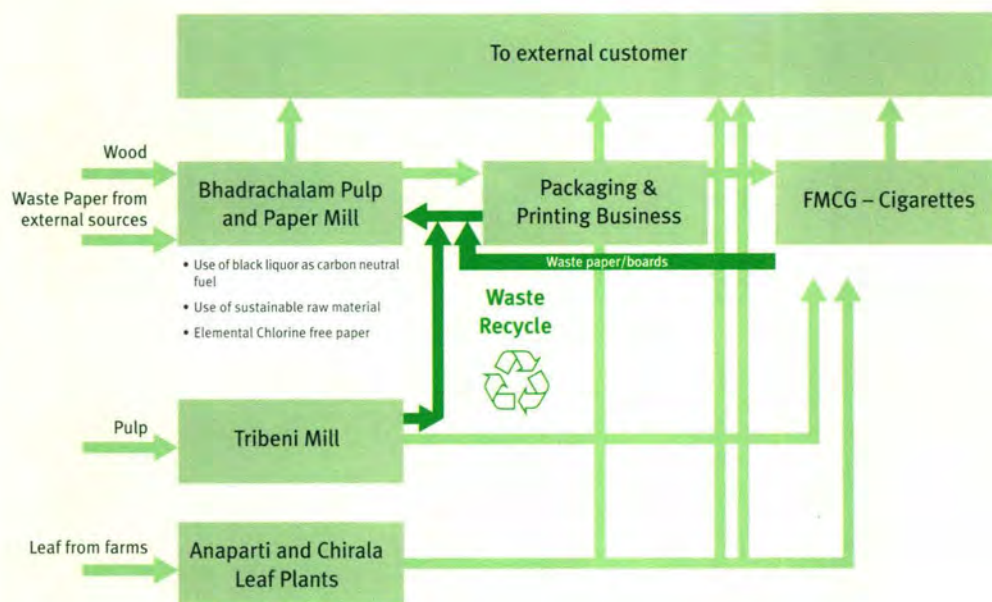 To external customer
Wood
Waste Paper from
external sources
Bhadrachalam Pulp
and Paper Mill
Packaging &
Printing Business
FMCG – Cigarettes
• Use of black liquor as carbon neutral
fuel
• Use of sustainable raw material
• Elemental Chlorine free paper
Waste paper/boards
Waste
Recycle
Pulp
Tribeni Mill
Leaf from farms
Anaparti and Chirala
Leaf Plants